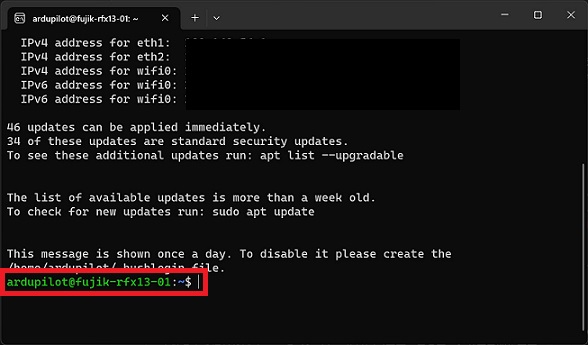 ardupilot@fujik-rfx13-01: ~
IPv4 address for eth1:
IPv4 address for eth2:
IPv4 address for wifi0:
IPv6 address for wifi0:
IPv6 address for wifi0:
46 updates can be applied immediately.
34 of these updates are standard security updates.
To see these additional updates run: apt list --upgradable
The list of available updates is more than a week old.
To check for new updates run: sudo apt update
This message is shown once a day. To disable it please create the
/home/ardupilot/.hushlogin file.
ardupilot@fujik-rfx13-01:~$